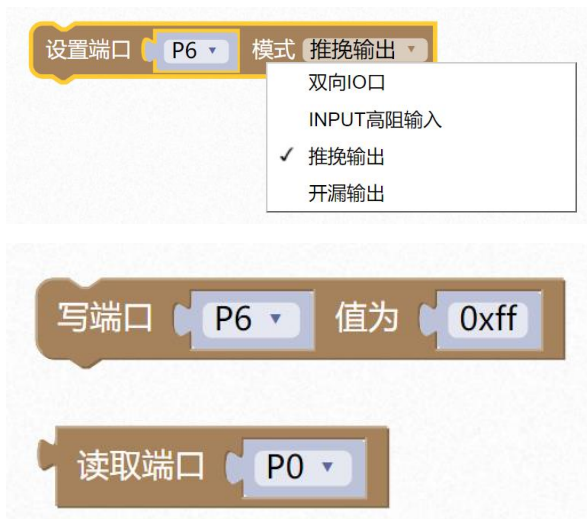 设置端口 P6 模式 推挽输出
双向IO口
INPUT高阻输入
✓ 推挽输出
开漏输出
写端口 P6 值为 0xff
读取端口 P0